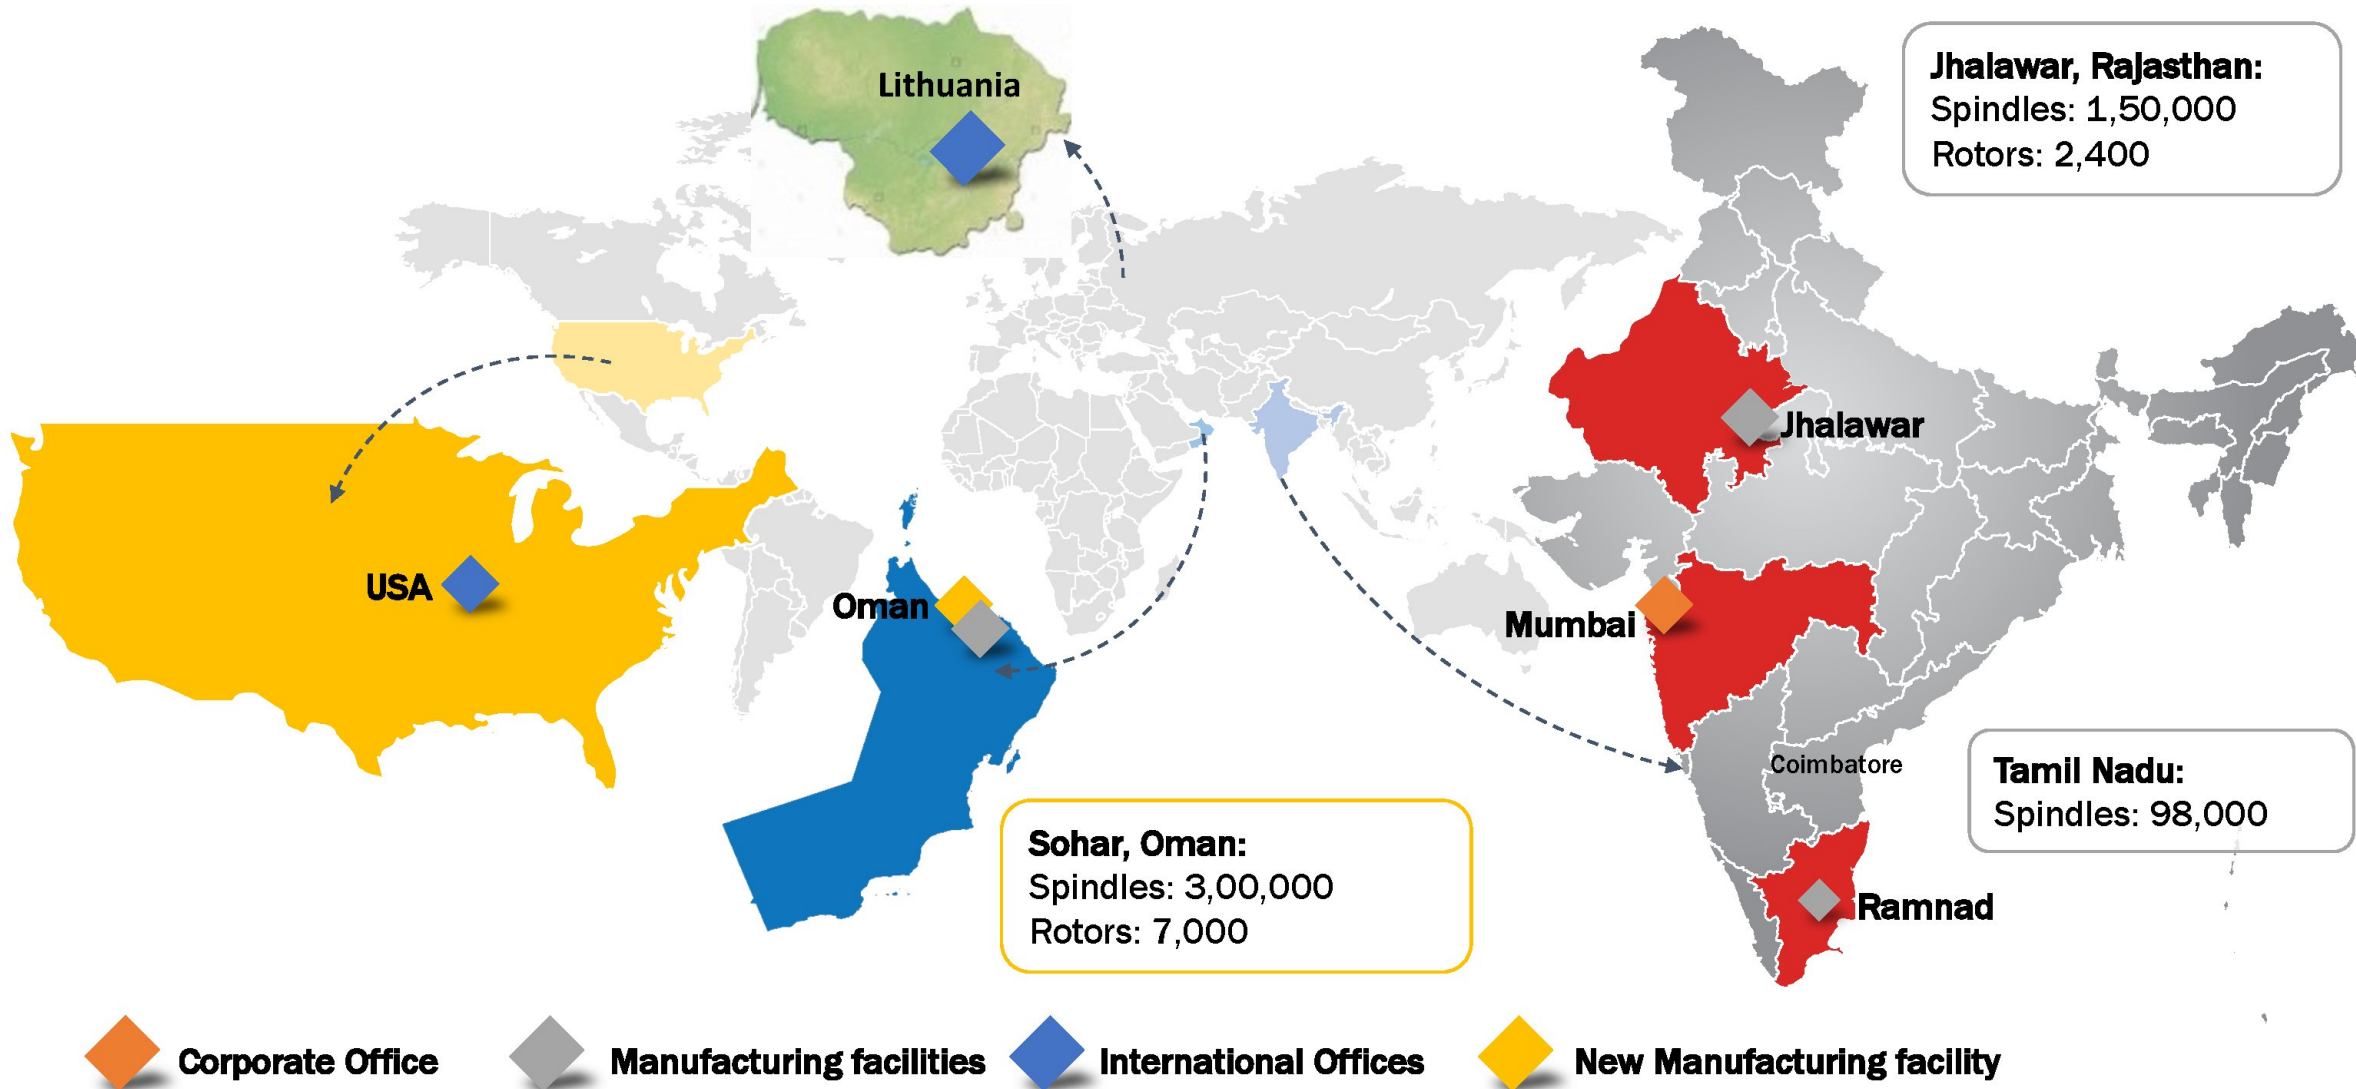 Lithuania
Jhalawar, Rajasthan:
Spindles: 1,50,000
Rotors: 2,400
Jhalawar
USA
Oman
Mumbai
Coimbatore
Tamil Nadu:
Spindles: 98,000
Sohar, Oman:
Spindles: 3,00,000
Rotors: 7,000
Ramnad
Corporate Office
Manufacturing facilities
International Offices
New Manufacturing facility